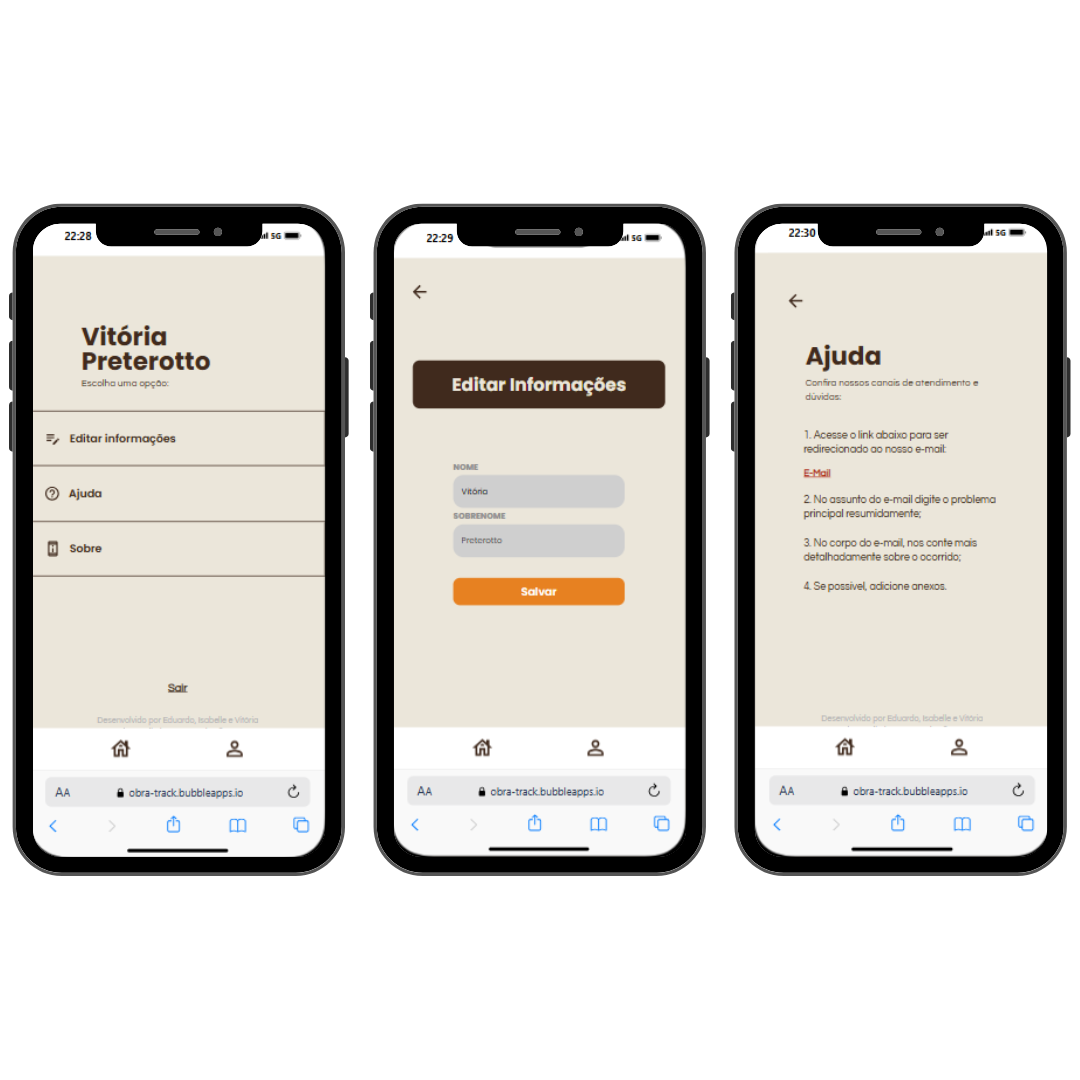 22:28
5G
Vitória
Preterotto
Escolha uma opção:
Editar informações
Ajuda
Sobre
Sair
Desenvolvido por Eduardo, Isabelle e Vitória
AA
obra-track.bubbleapps.io
22:29
5G
Editar Informações
NOME
Vitória
SOBRENOME
Preterotto
Salvar
AA
obra-track.bubbleapps.io
22:30
5G
Ajuda
Confira nossos canais de atendimento e
dúvidas:
1. Acesse o link abaixo para ser
redirecionado ao nosso e-mail:
E-Mail
2. No assunto do e-mail digite o problema
principal resumidamente;
3. No corpo do e-mail, nos conte mais
detalhadamente sobre o ocorrido;
4. Se possível, adicione anexos.
Desenvolvido por Eduardo, Isabelle e Vitória
AA
obra-track.bubbleapps.io